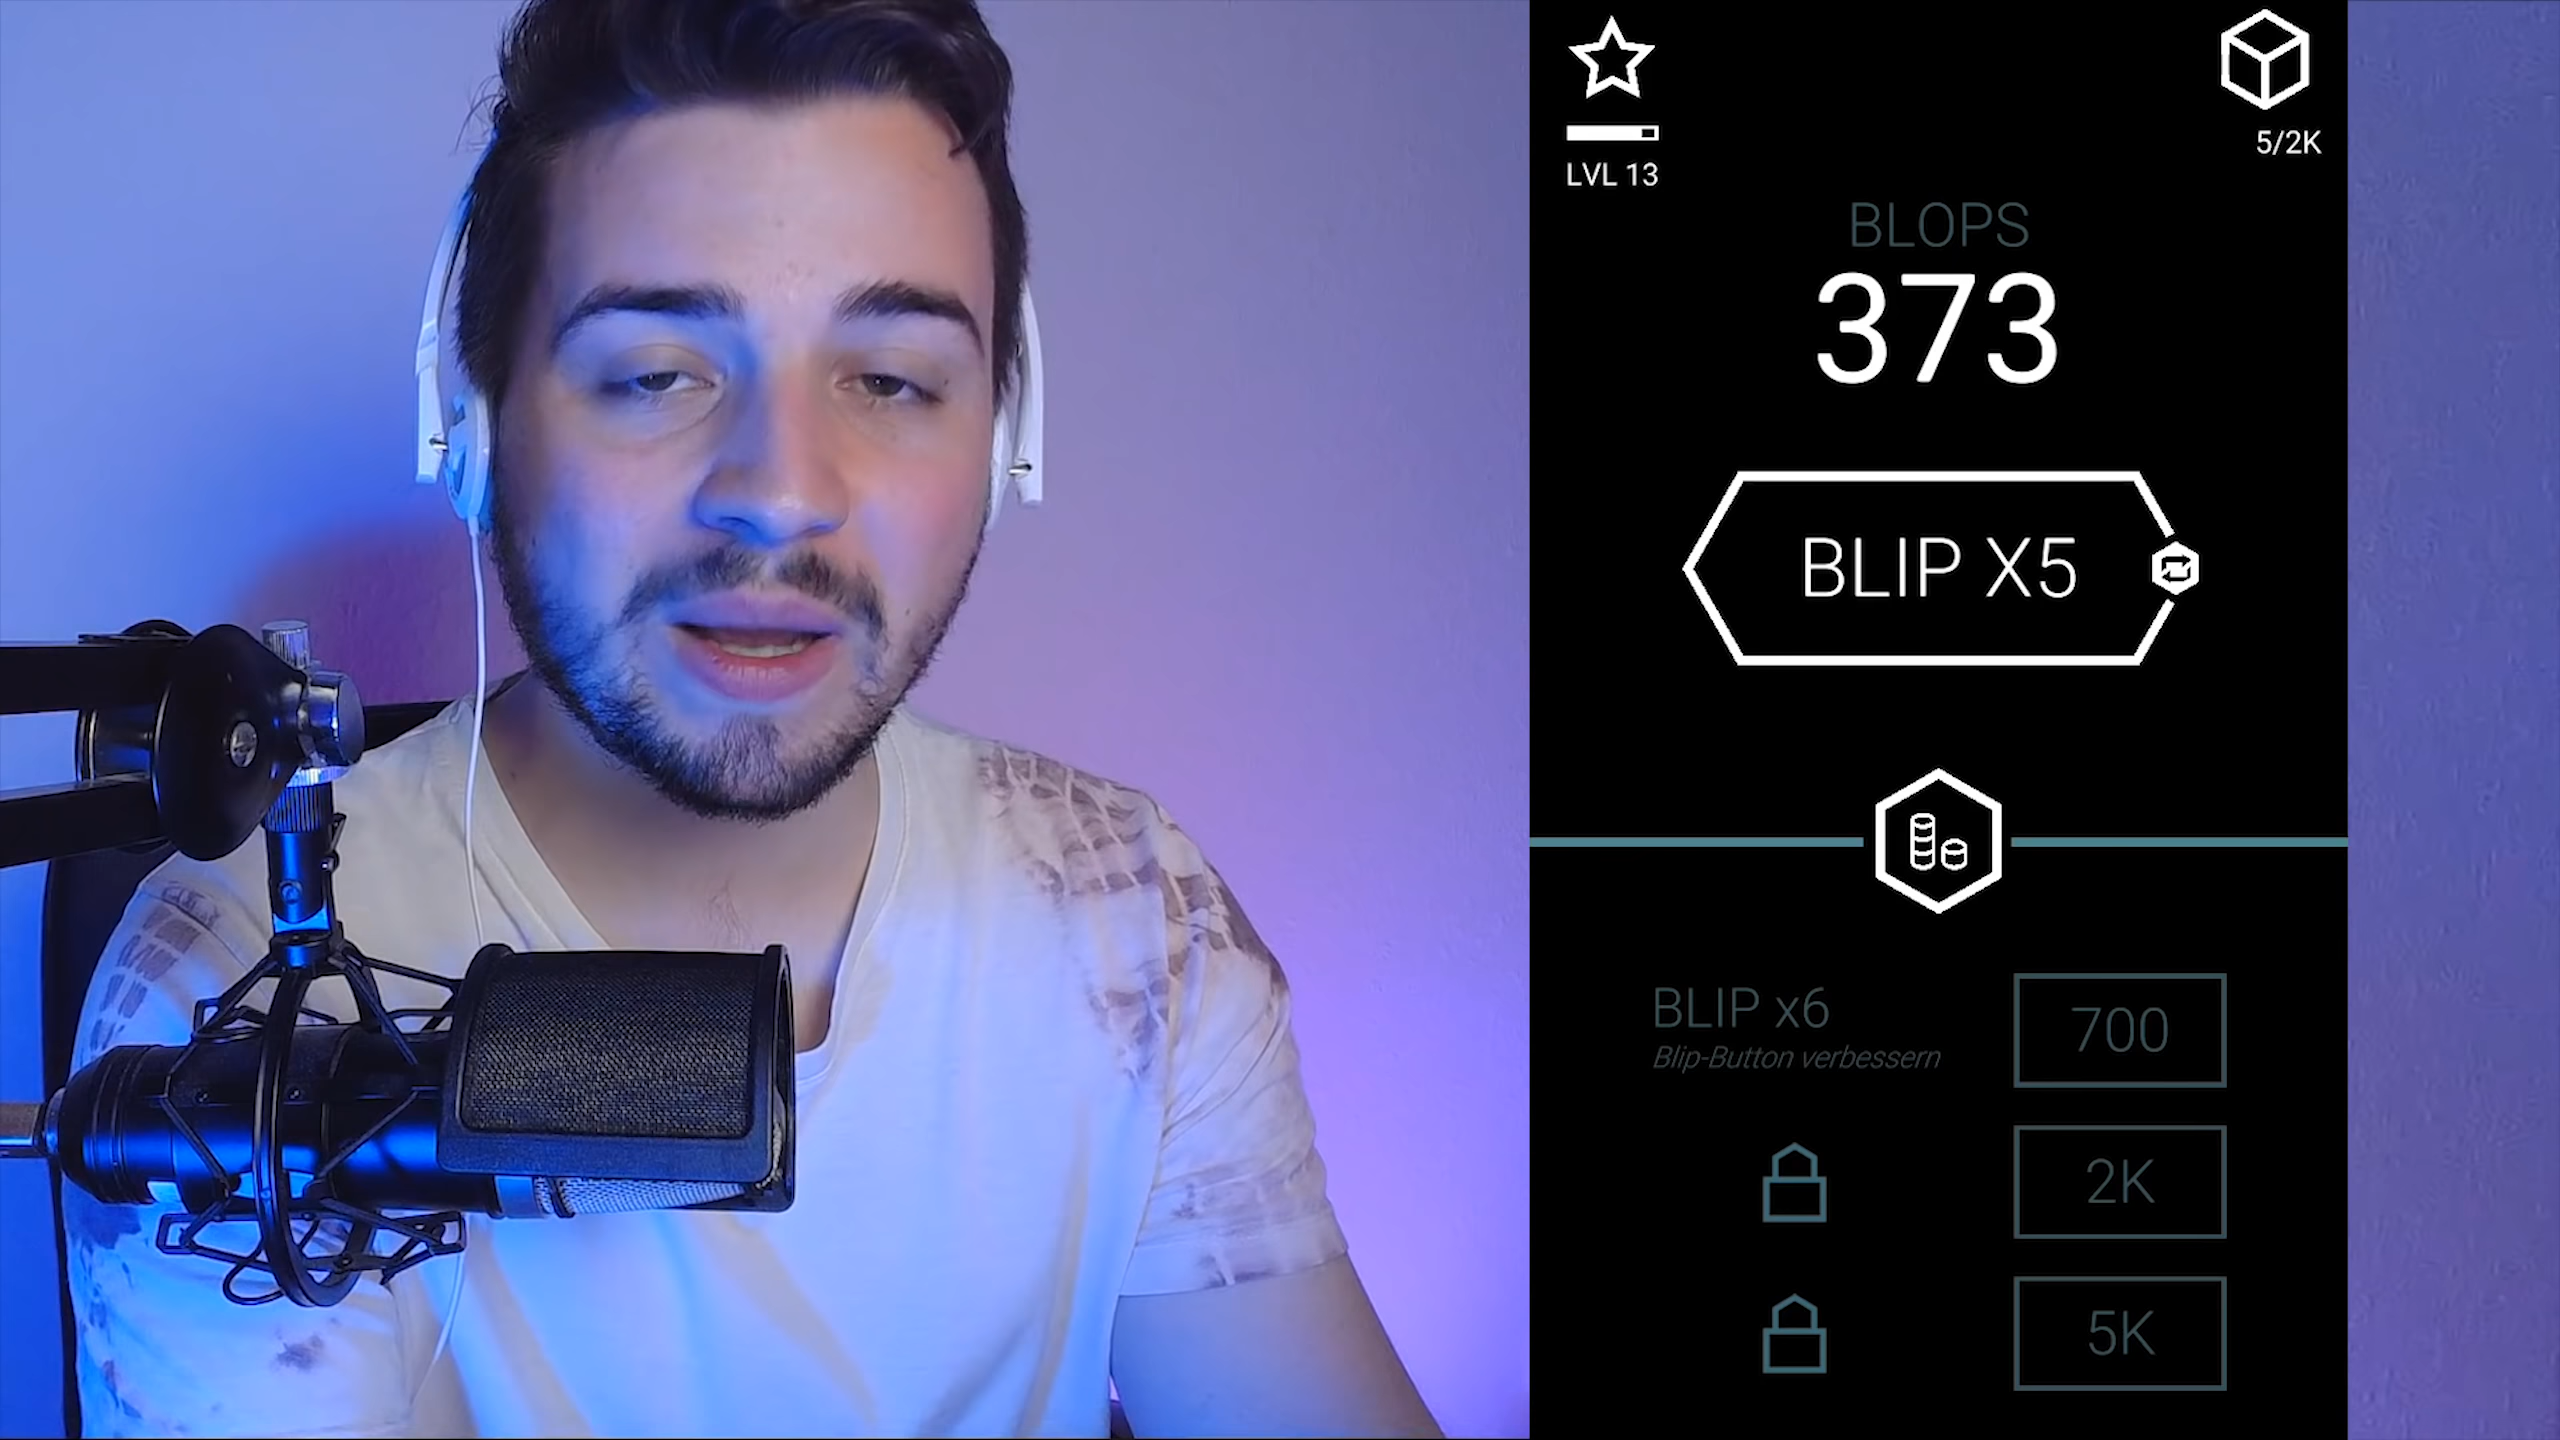 5/2K
LVL 13
BLOPS
373
BLIP X5
BLIP x6
Blip-Button verbessern
700
2K
5K